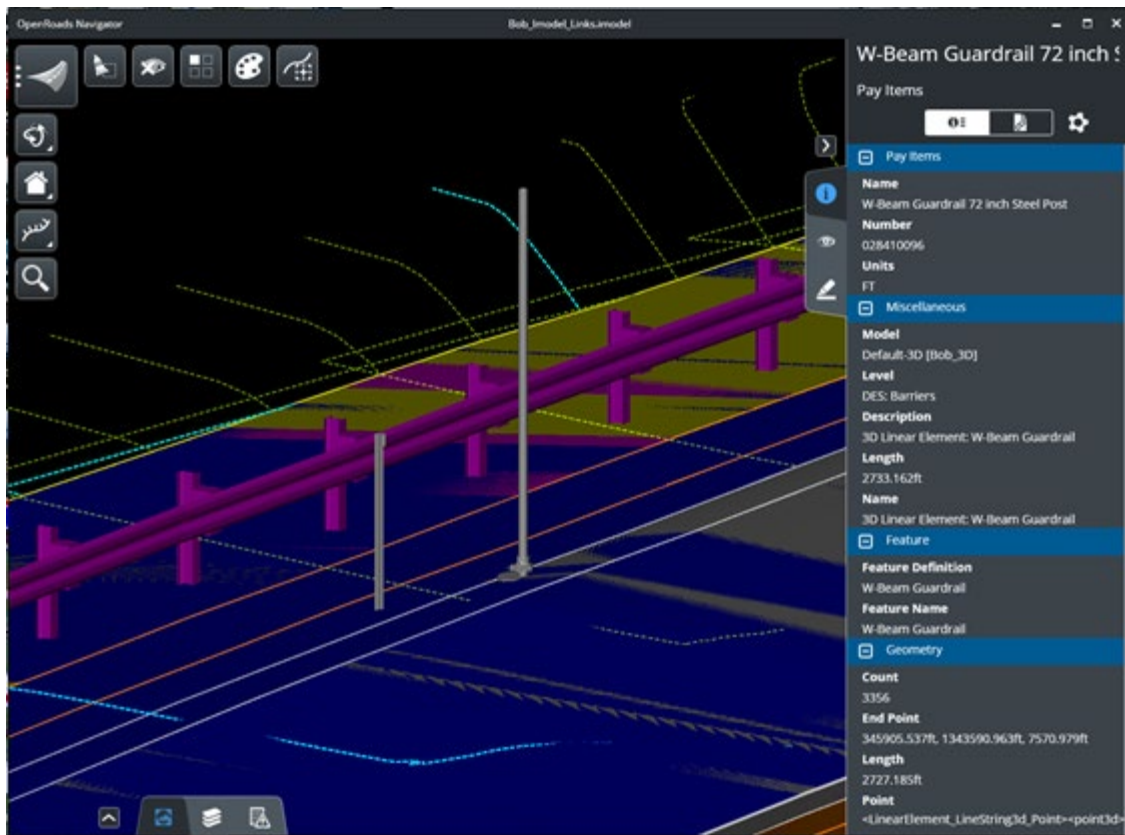 OpenRoads Navigator
Bob_Imodel_Links.imodel
W-Beam Guardrail 72 inch
Pay Items
Pay Items
Name
W-Beam Guardrail 72 inch Steel Post
Number
028410096
Units
FT
Miscellaneous
Model
Default-3D [Bob_3D]
Level
DES: Barriers
Description
3D Linear Element: W-Beam Guardrail
Length
2733.162ft
Name
3D Linear Element: W-Beam Guardrail
Feature
Feature Definition
W-Beam Guardrail
Feature Name
W-Beam Guardrail
Geometry
Count
3356
End Point
345905.537ft, 1343590.963ft, 7570.979ft
Length
2727.185ft
Point
<LinearElement_LineString3d_Point><point3d>